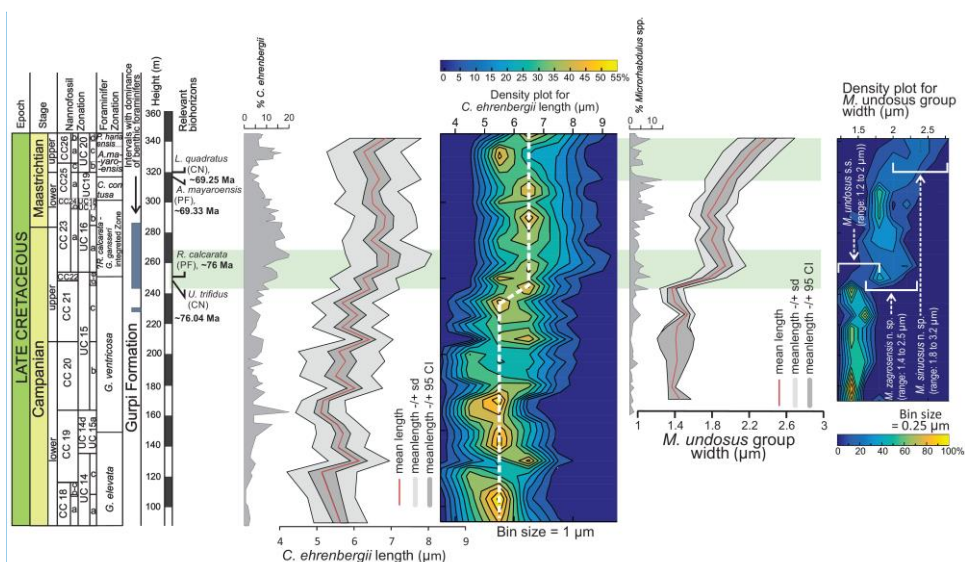 Epoch
Stage
Nannofossil
Zonation
Foraminifer
Zonation
Intervals with dominance
of bentic foraminifers
Height (m)
Relevant
biohorizons
LATE CRETACEOUS
Maastrichtian
Campanian
upper
lower
upper
lower
CC26
CC25
CC 23
CC22
CC 21
CC 20
CC 19
CC 18
UC 20
UC19
UC 16
UC 15
UC 14d
UC 15a
UC 14
G. ventricosa
G. elevata
G. gansseri
integrated Zone
Gurpi Formation
360
340
320
300
280
260
240
220
200
180
160
140
120
100
L. quadratus
(CN),
~69.25 Ma
A. mayaroensis
(PF),
~69.33 Ma
R. calcarata
(PF), ~76 Ma
U. trifidus
(CN)
~76.04 Ma
% C. ehrenbergii
0 10 20
mean length
meanlength -/+ sd
meanlength -/+ 95 CI
4 5 6 7 8 9
C. ehrenbergii length (μm)
0 5 10 15 20 25 30 35 40 45 50 55%
Density plot for
C. ehrenbergii length (μm)
4 5 6 7 8 9
Bin size = 1 μm
% Microrhabdulus spp.
0 10
mean length
meanlength -/+ sd
meanlength -/+ 95 CI
1 1.4 1.8 2.2 2.6 3
M. undosus group
width (μm)
Density plot for
M. undosus group
width (μm)
1.5 2 2.5
M. undosus s.s.
(range: 1.2 to 2 μm)
M. zagrosensis n. sp.
(range: 1.4 to 2.5 μm)
M. sinuosus n. sp.
(range: 1.8 to 3.2 μm)
Bin size
= 0.25 μm
0 20 40 60 80 100%